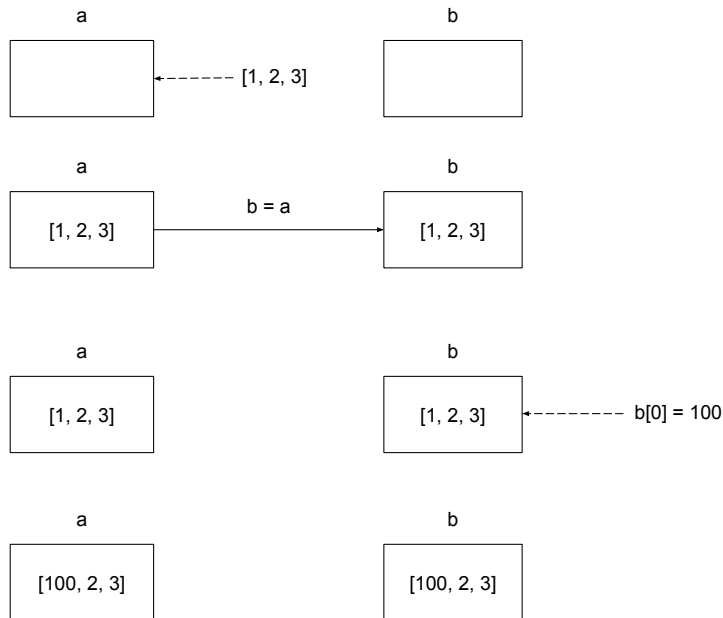 a b
[1, 2, 3]
a b
[1, 2, 3] b = a [1, 2, 3]
a b
[1, 2, 3] [1, 2, 3] b[0] = 100
a b
[100, 2, 3] [100, 2, 3]